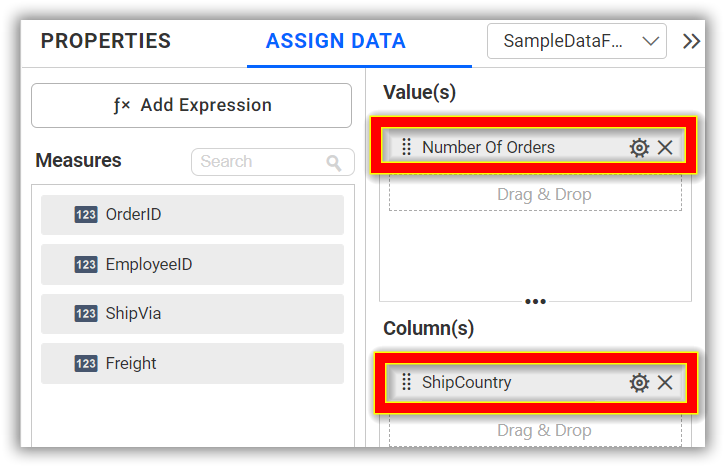 PROPERTIES
ASSIGN DATA
SampleDataF...
ƒ× Add Expression
Measures
Search
123 OrderID
123 EmployeeID
123 ShipVia
123 Freight
Value(s)
Number Of Orders
Drag & Drop
Column(s)
ShipCountry
Drag & Drop